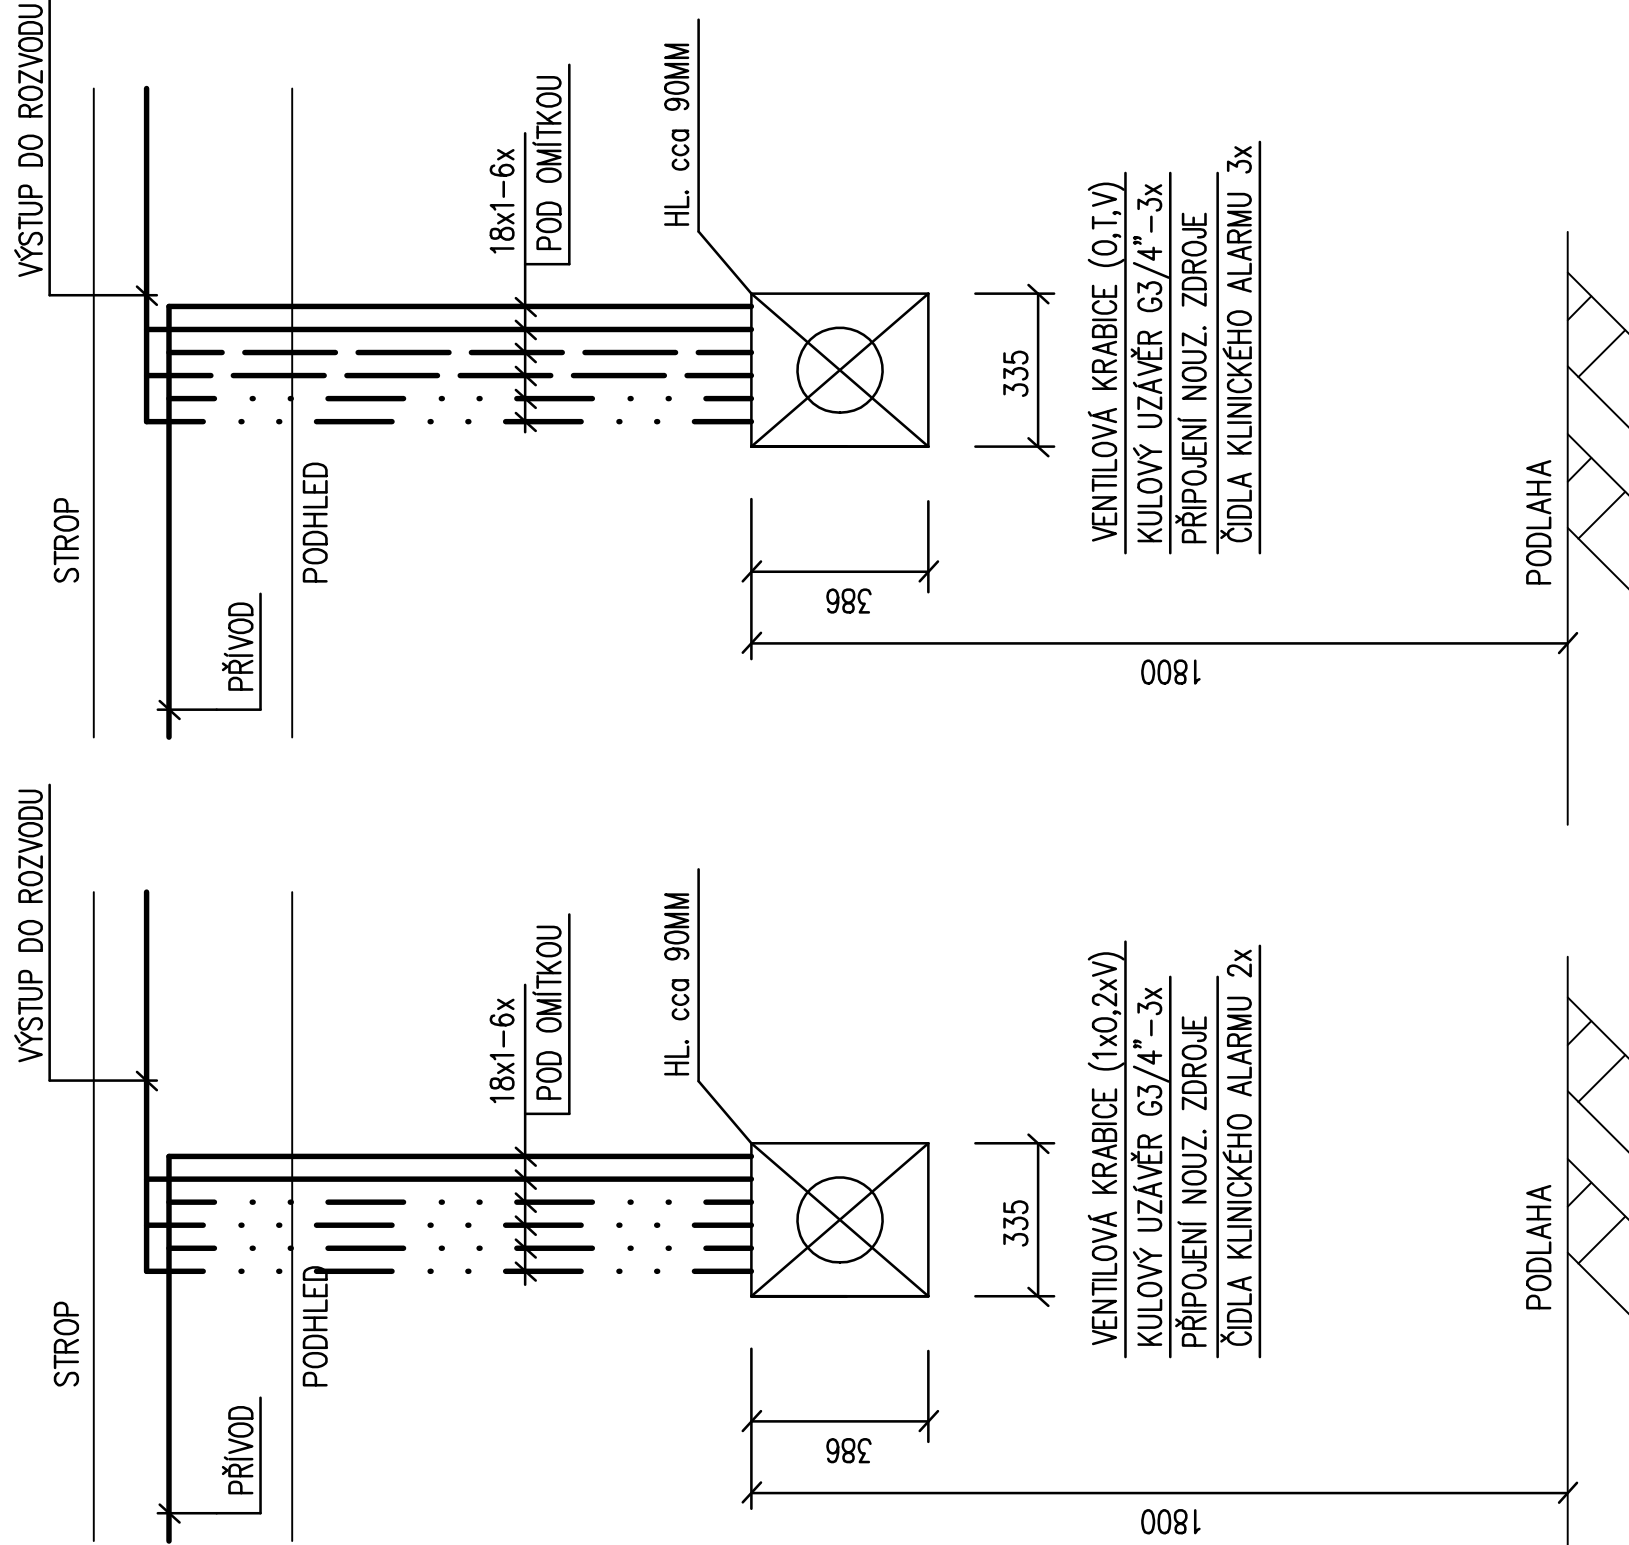 VÝSTUP DO ROZVODU
STROP
PŘÍVOD
PODHLED
18x1-6x
POD OMÍTKOU
HL. cca 90MM
386
335
1800
VENTILOVÁ KRABICE (1xO,2xV)
KULOVÝ UZÁVĚR G3/4"-3x
PŘIPOJENÍ NOUZ. ZDROJE
ČIDLA KLINICKÉHO ALARMU 2x
PODLAHA
VÝSTUP DO ROZVODU
STROP
PŘÍVOD
PODHLED
18x1-6x
POD OMÍTKOU
HL. cca 90MM
386
335
1800
VENTILOVÁ KRABICE (O,T,V)
KULOVÝ UZÁVĚR G3/4"-3x
PŘIPOJENÍ NOUZ. ZDROJE
ČIDLA KLINICKÉHO ALARMU 3x
PODLAHA